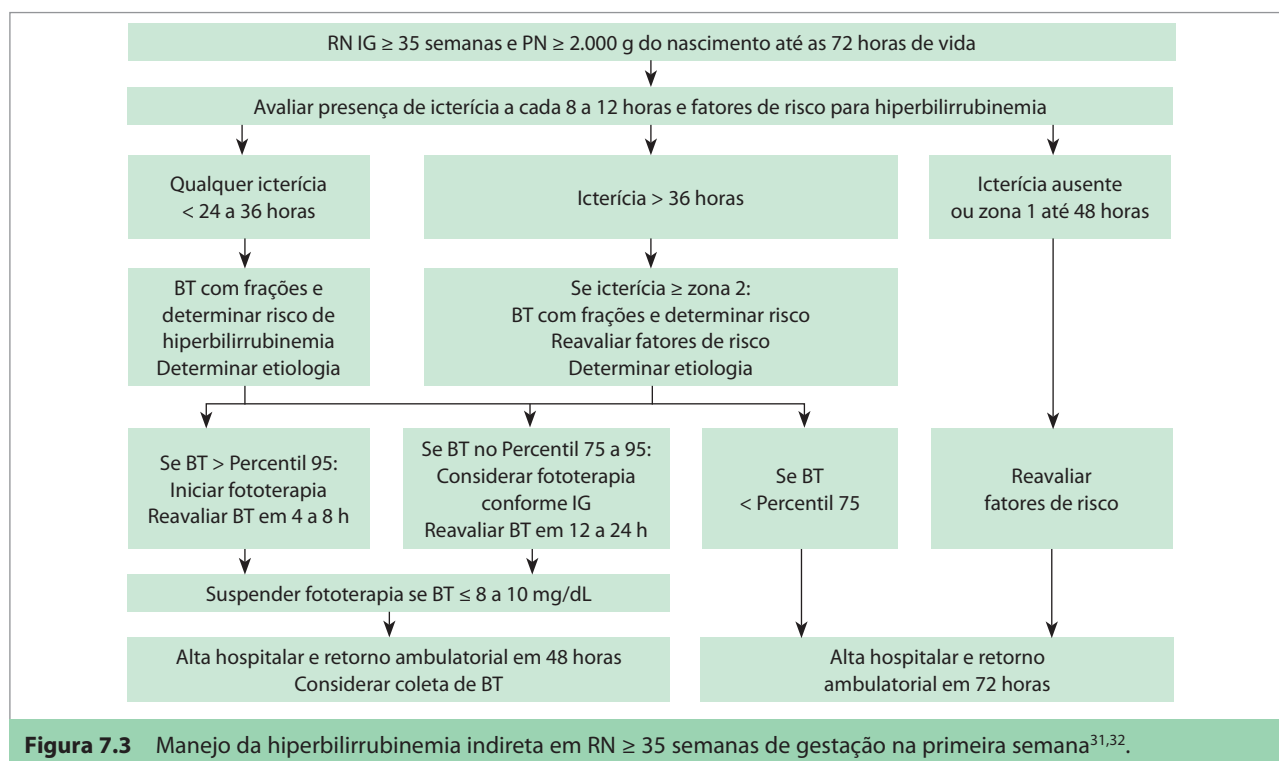 RN IG ≥ 35 semanas e PN ≥ 2.000 g do nascimento até as 72 horas de vida
Avaliar presença de icterícia a cada 8 a 12 horas e fatores de risco para hiperbilirrubinemia
Qualquer icterícia
< 24 a 36 horas
Icterícia > 36 horas
Icterícia ausente
ou zona 1 até 48 horas
BT com frações e
determinar risco de
hiperbilirrubinemia
Determinar etiologia
Se icterícia ≥ zona 2:
BT com frações e determinar risco
Reavaliar fatores de risco
Determinar etiologia
Se BT > Percentil 95:
Iniciar fototerapia
Reavaliar BT em 4 a 8 h
Se BT no Percentil 75 a 95:
Considerar fototerapia
conforme IG
Reavaliar BT em 12 a 24 h
Se BT
< Percentil 75
Reavaliar
fatores de risco
Suspender fototerapia se BT ≤ 8 a 10 mg/dL
Alta hospitalar e retorno ambulatorial em 48 horas
Considerar coleta de BT
Alta hospitalar e retorno
ambulatorial em 72 horas
Figura 7.3 Manejo da hiperbilirrubinemia indireta em RN ≥ 35 semanas de gestação na primeira semana31,32.